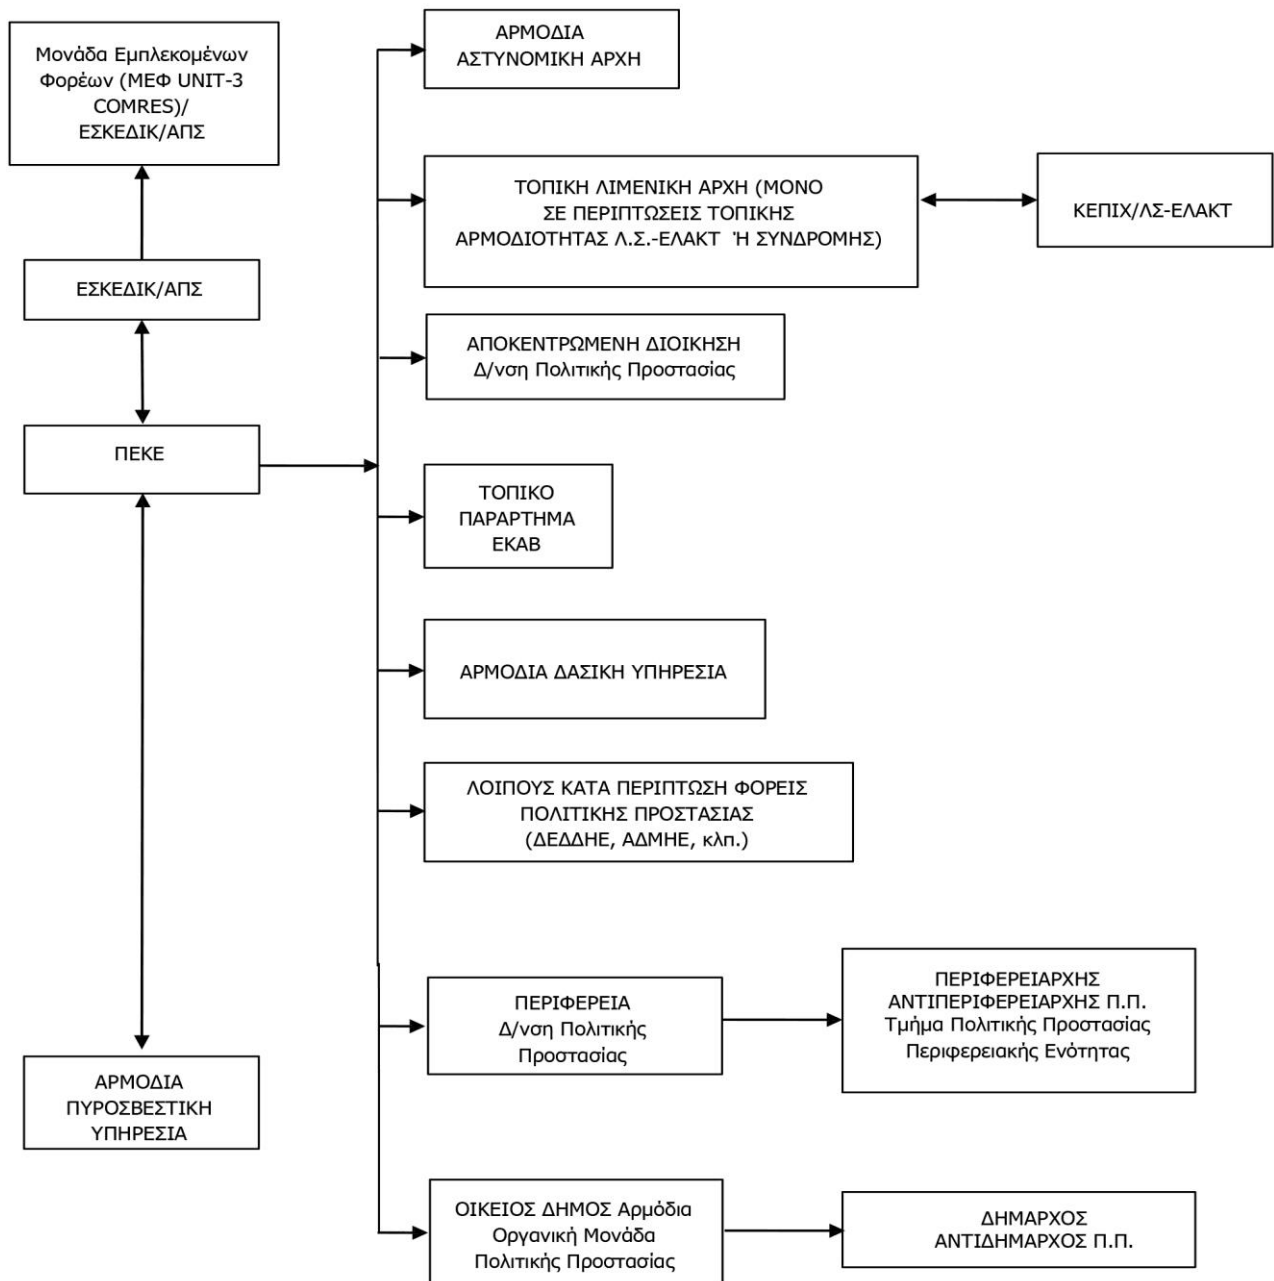 Μονάδα Εμπλεκομένων
Φορέων (ΜΕΦ UNIT-3
COMRES)/
ΕΣΚΕΔΙΚ/ΑΠΣ
ΕΣΚΕΔΙΚ/ΑΠΣ
ΠΕΚΕ
ΑΡΜΟΔΙΑ
ΠΥΡΟΣΒΕΣΤΙΚΗ
ΥΠΗΡΕΣΙΑ
ΑΡΜΟΔΙΑ
ΑΣΤΥΝΟΜΙΚΗ ΑΡΧΗ
ΤΟΠΙΚΗ ΛΙΜΕΝΙΚΗ ΑΡΧΗ (ΜΟΝΟ
ΣΕ ΠΕΡΙΠΤΩΣΕΙΣ ΤΟΠΙΚΗΣ
ΑΡΜΟΔΙΟΤΗΤΑΣ Λ.Σ.-ΕΛΑΚΤ Ή ΣΥΝΔΡΟΜΗΣ)
ΚΕΠΙΧ/ΛΣ-ΕΛΑΚΤ
ΑΠΟΚΕΝΤΡΩΜΕΝΗ ΔΙΟΙΚΗΣΗ
Δ/νση Πολιτικής Προστασίας
ΤΟΠΙΚΟ
ΠΑΡΑΡΤΗΜΑ
ΕΚΑΒ
ΑΡΜΟΔΙΑ ΔΑΣΙΚΗ ΥΠΗΡΕΣΙΑ
ΛΟΙΠΟΥΣ ΚΑΤΑ ΠΕΡΙΠΤΩΣΗ ΦΟΡΕΙΣ
ΠΟΛΙΤΙΚΗΣ ΠΡΟΣΤΑΣΙΑΣ
(ΔΕΔΔΗΕ, ΑΔΜΗΕ, κλπ.)
ΠΕΡΙΦΕΡΕΙΑ
Δ/νση Πολιτικής
Προστασίας
ΠΕΡΙΦΕΡΕΙΑΡΧΗΣ
ΑΝΤΙΠΕΡΙΦΕΡΕΙΑΡΧΗΣ Π.Π.
Τμήμα Πολιτικής Προστασίας
Περιφερειακής Ενότητας
ΟΙΚΕΙΟΣ ΔΗΜΟΣ Αρμόδια
Οργανική Μονάδα
Πολιτικής Προστασίας
ΔΗΜΑΡΧΟΣ
ΑΝΤΙΔΗΜΑΡΧΟΣ Π.Π.